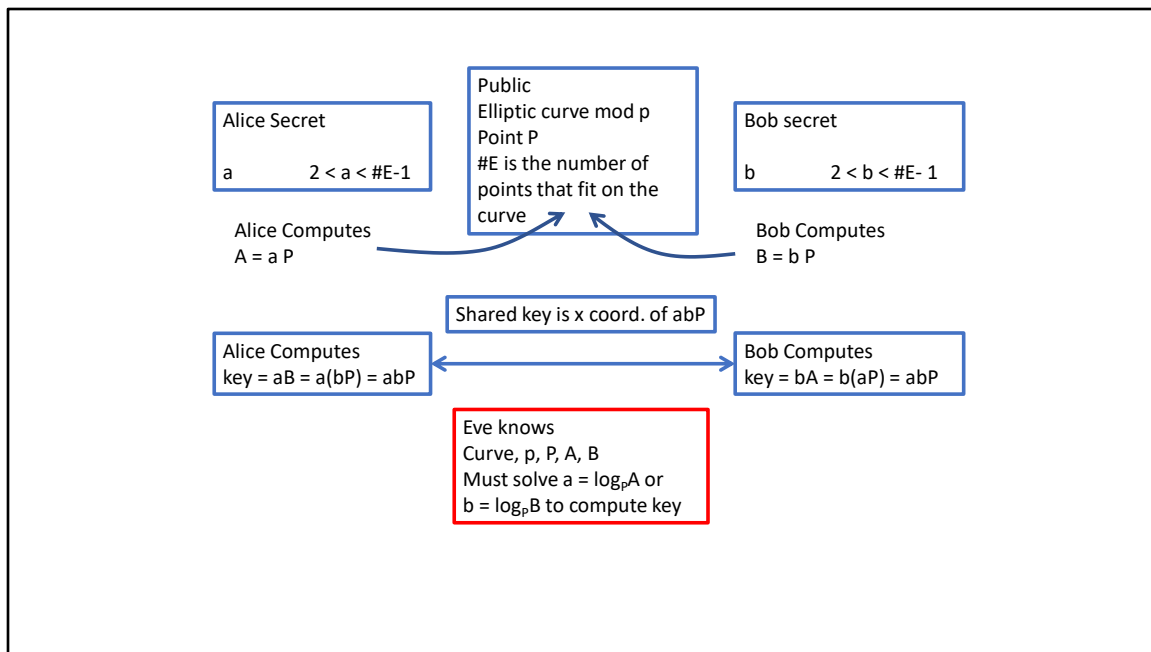 Public
Elliptic curve mod p
Point P
#E is the number of
points that fit on the
curve
Alice Secret
a 2 < a < #E-1
Bob secret
b 2 < b < #E- 1
Alice Computes
A = a P
Bob Computes
B = b P
Shared key is x coord. of abP
Alice Computes
key = aB = a(bP) = abP
Bob Computes
key = bA = b(aP) = abP
Eve knows
Curve, p, P, A, B
Must solve a = logₚA or
b = logₚB to compute key